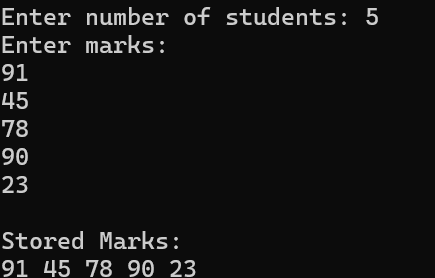 Enter number of students: 5
Enter marks:
91
45
78
90
23
Stored Marks:
91 45 78 90 23